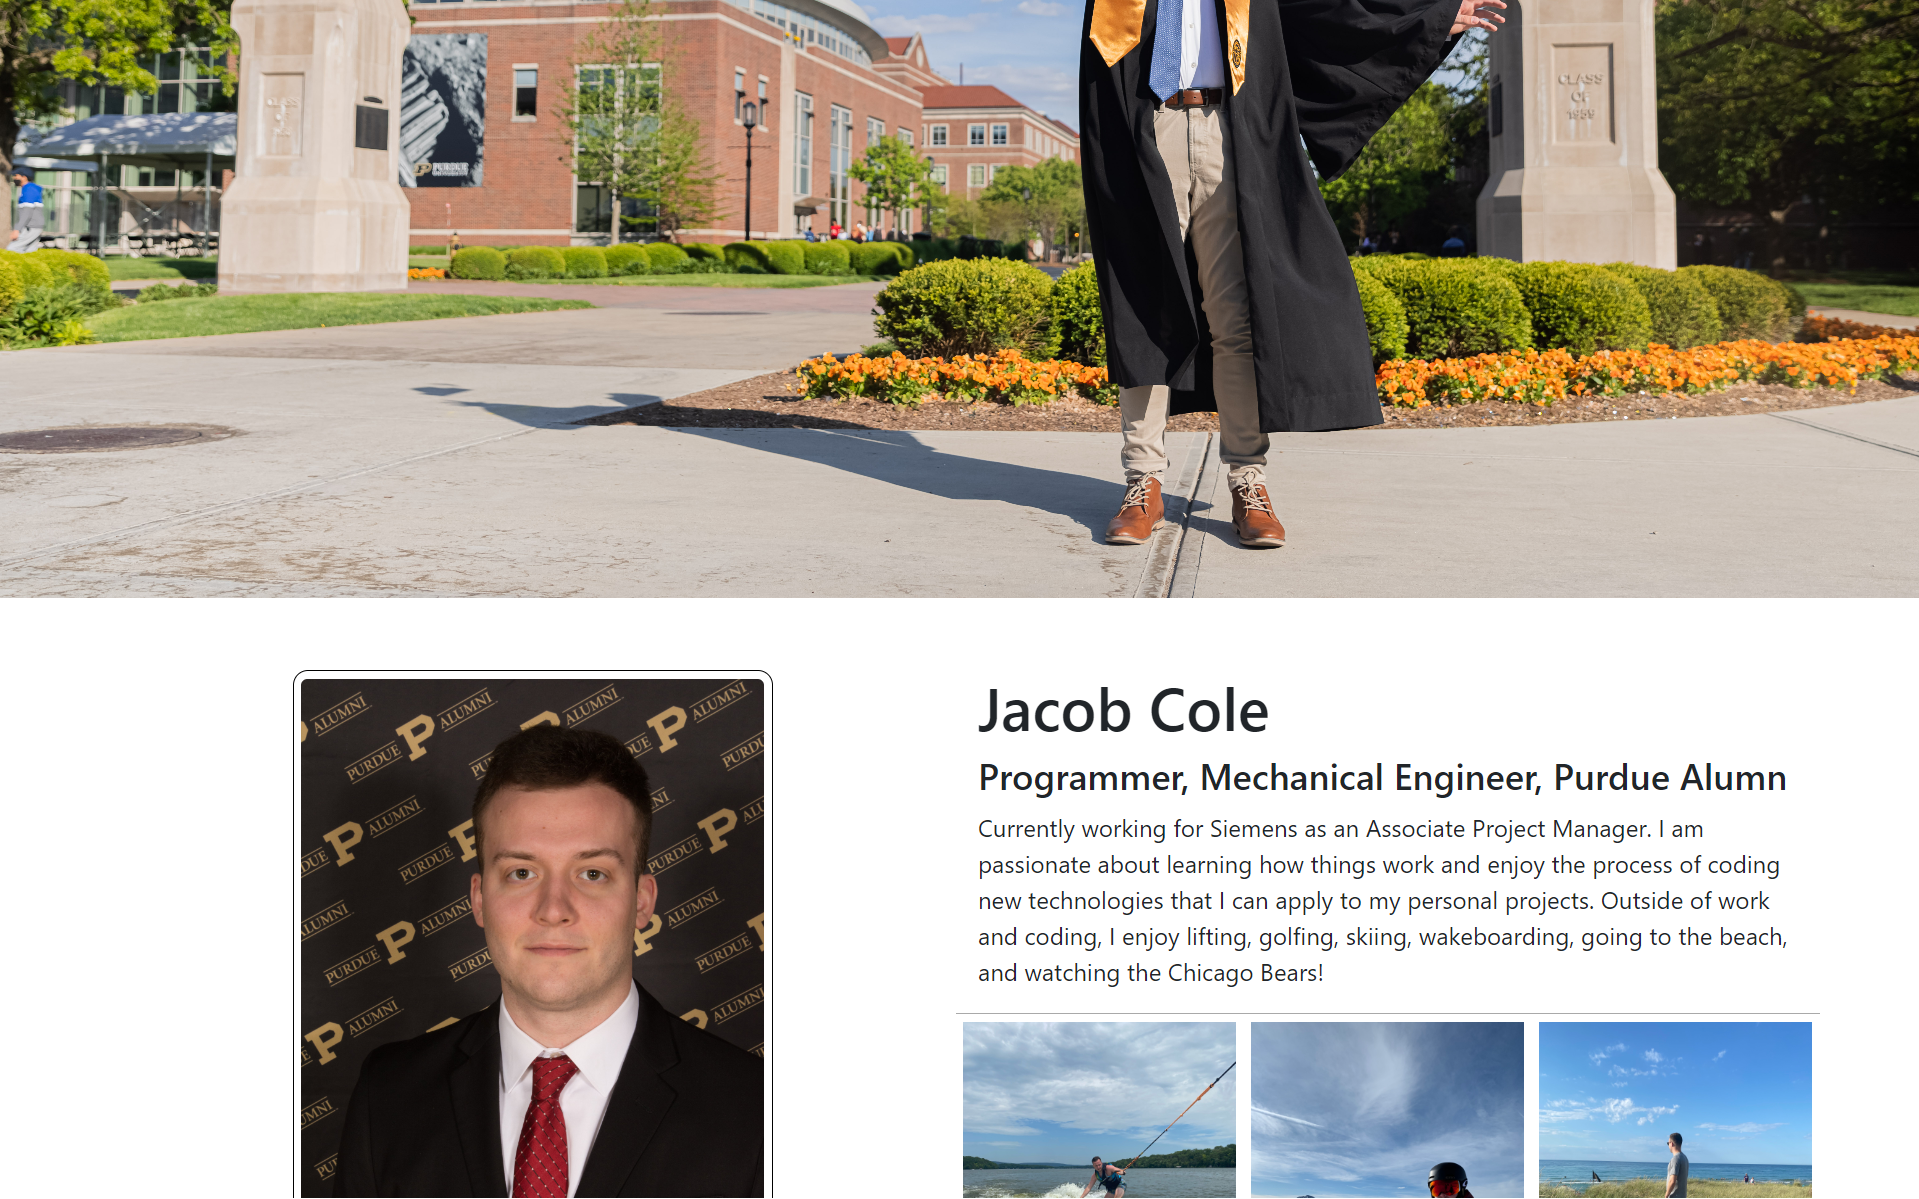 CLASS
OF
1959
PURDUE
Jacob Cole
Programmer, Mechanical Engineer, Purdue Alumn
Currently working for Siemens as an Associate Project Manager. I am
passionate about learning how things work and enjoy the process of coding
new technologies that I can apply to my personal projects. Outside of work
and coding, I enjoy lifting, golfing, skiing, wakeboarding, going to the beach,
and watching the Chicago Bears!
PURDUE P ALUMNI
PURDUE P ALUMNI
PURDUE P ALUMNI
PURDUE P ALUMNI
P ALUMNI